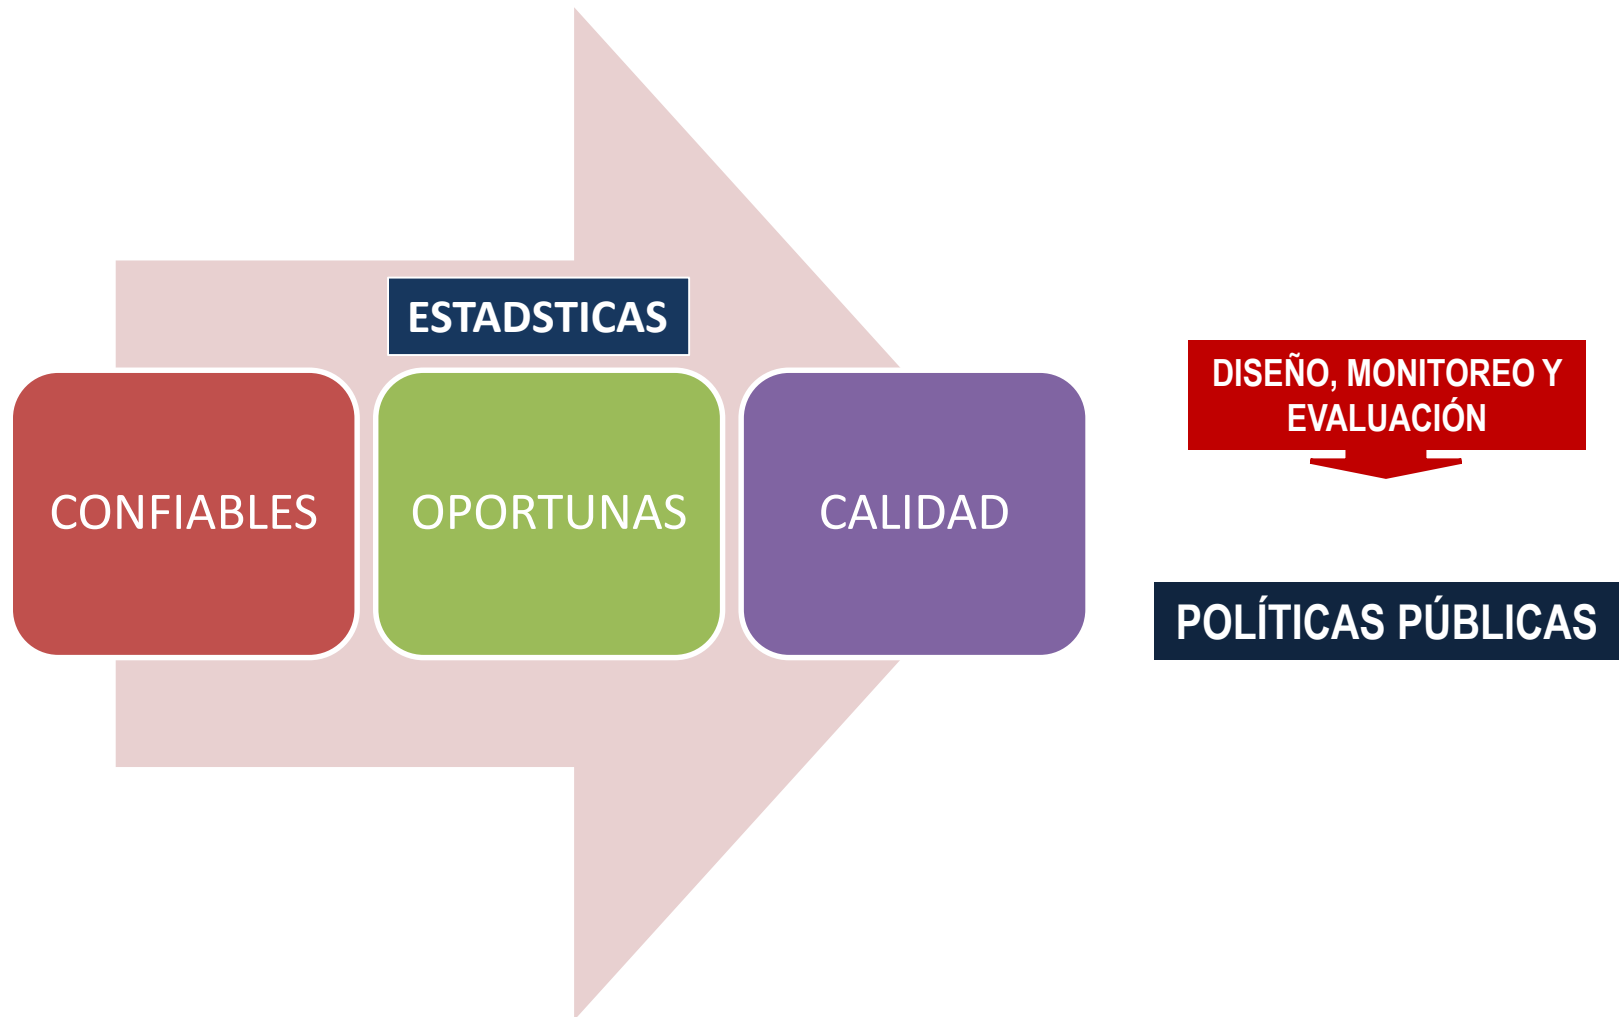 ESTADSTICAS
CONFIABLES
OPORTUNAS
CALIDAD
DISEÑO, MONITOREO Y
EVALUACIÓN
POLÍTICAS PÚBLICAS